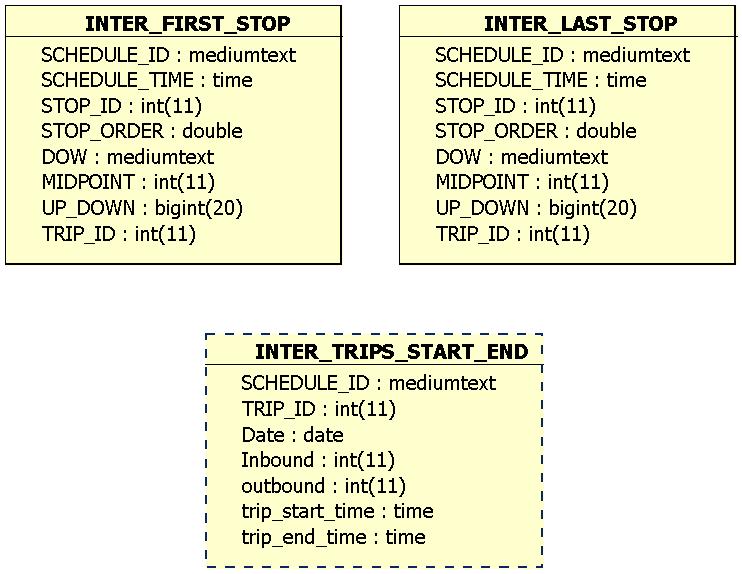 INTER_FIRST_STOP
SCHEDULE_ID : mediumtext
SCHEDULE_TIME : time
STOP_ID : int(11)
STOP_ORDER : double
DOW : mediumtext
MIDPOINT : int(11)
UP_DOWN : bigint(20)
TRIP_ID : int(11)
INTER_LAST_STOP
SCHEDULE_ID : mediumtext
SCHEDULE_TIME : time
STOP_ID : int(11)
STOP_ORDER : double
DOW : mediumtext
MIDPOINT : int(11)
UP_DOWN : bigint(20)
TRIP_ID : int(11)
INTER_TRIPS_START_END
SCHEDULE_ID : mediumtext
TRIP_ID : int(11)
Date : date
Inbound : int(11)
outbound : int(11)
trip_start_time : time
trip_end_time : time